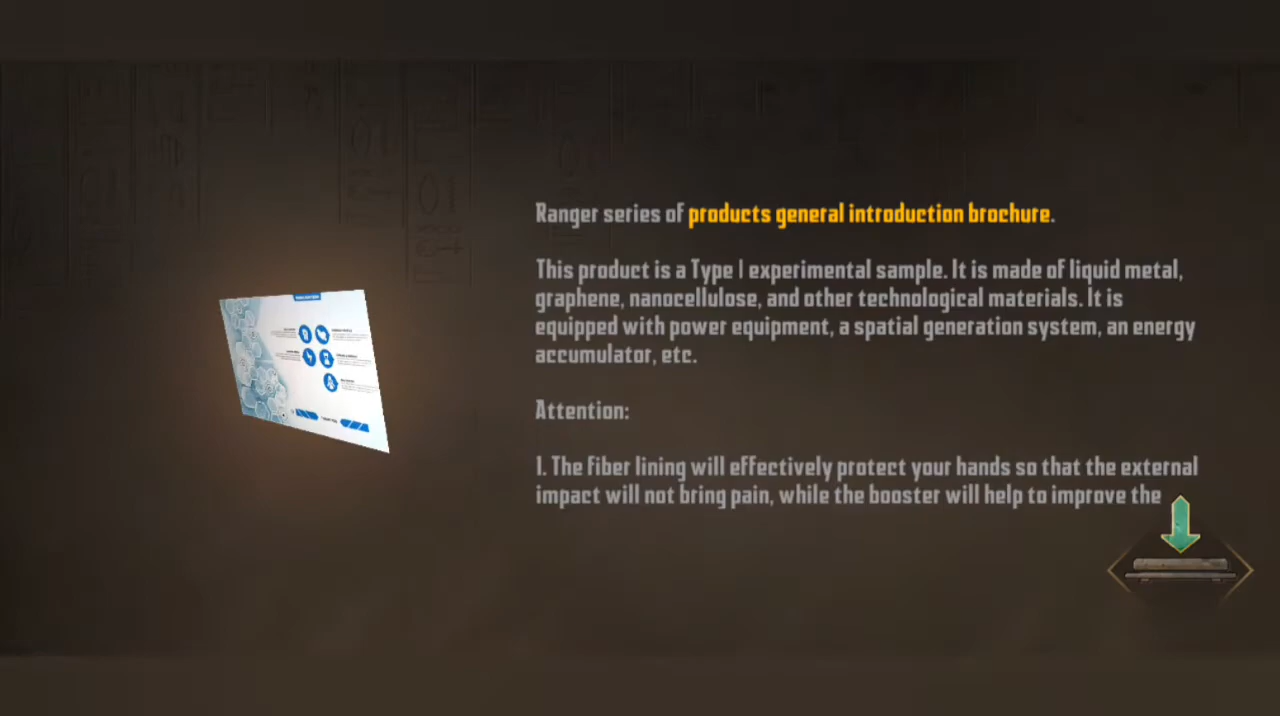 Ranger series of products general introduction brochure.
This product is a Type I experimental sample. It is made of liquid metal,
graphene, nanocellulose, and other technological materials. It is
equipped with power equipment, a spatial generation system, an energy
accumulator, etc.
Attention:
1. The fiber lining will effectively protect your hands so that the external
impact will not bring pain, while the booster will help to improve the